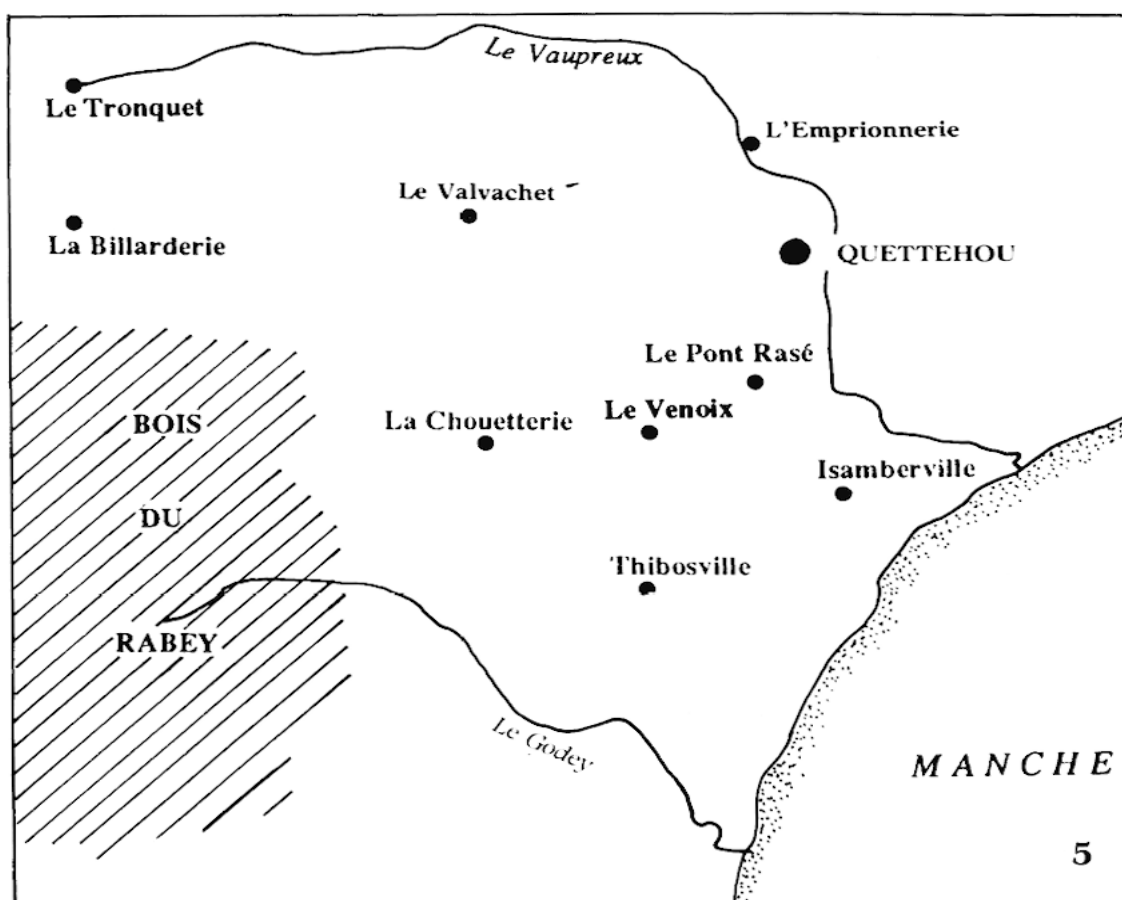 Le Vaupreux
Le Tronquet
L'Emprionnerie
Le Valvachet
La Billarderie
QUETTEHOU
Le Pont Rasé
BOIS
La Chouetterie
Le Venoix
Isamberville
DU
Thibosville
RABEY
Le Godey
MANCHE
5